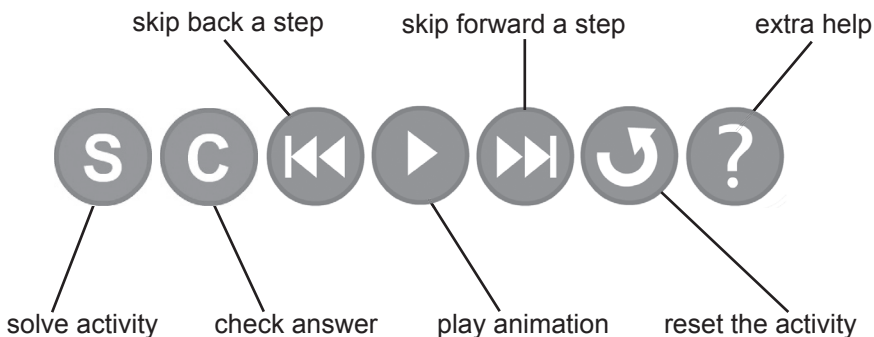 skip back a step
skip forward a step
extra help
S
C
?
solve activity
check answer
play animation
reset the activity